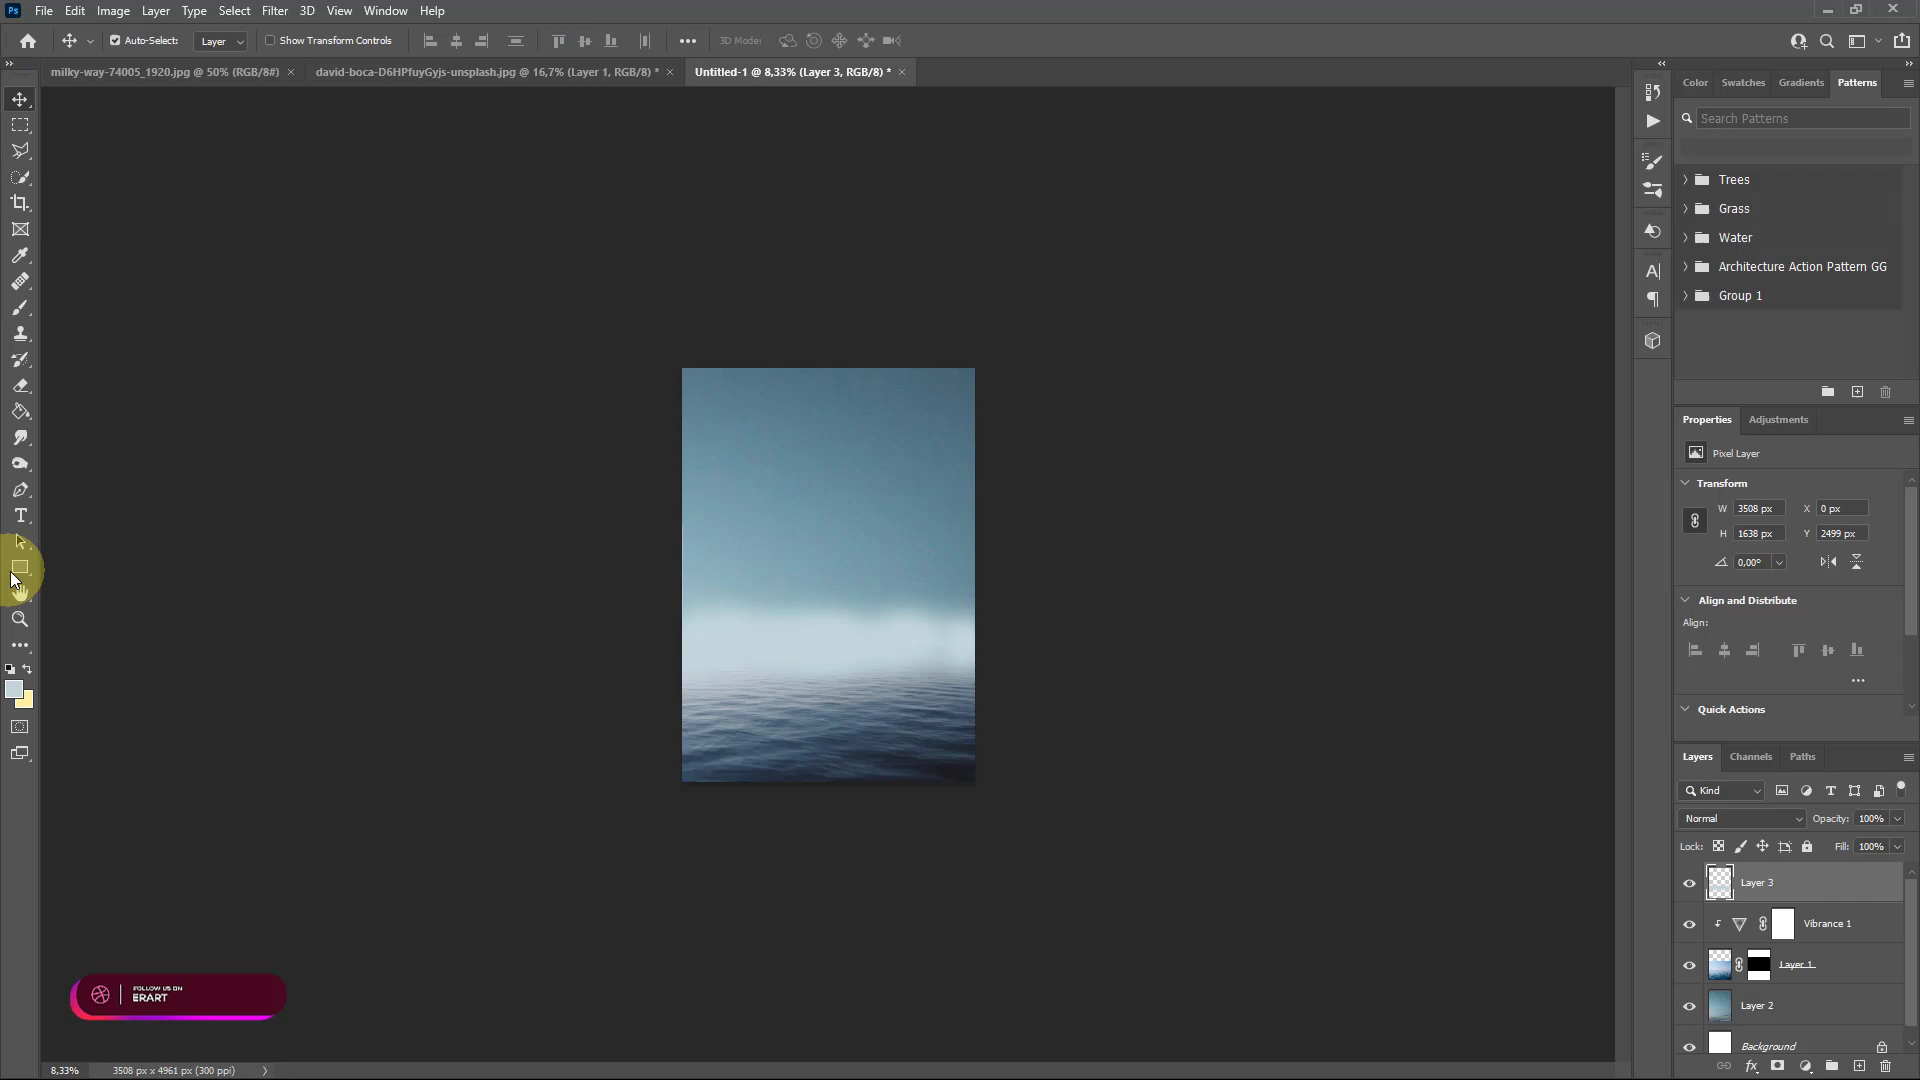 Ps File Edit Image Layer Type Select Filter 3D View Window Help
Auto-Select: Layer Show Transform Controls 3D Mode:
milky-way-74005_1920.jpg @ 50% (RGB/8#) david-boca-D6HPfuyGyjs-unsplash.jpg @ 16,7% (Layer 1, RGB/8) * Untitled-1 @ 8,33% (Layer 3, RGB/8) *
Color Swatches Gradients Patterns
Search Patterns
Trees
Grass
Water
Architecture Action Pattern GG
Group 1
Properties Adjustments
Pixel Layer
Transform
W 3508 px X 0 px
H 1638 px Y 2499 px
0,00°
Align and Distribute
Align:
Quick Actions
Layers Channels Paths
Kind
Normal Opacity: 100%
Lock: Fill: 100%
Layer 3
Vibrance 1
Layer 1
Layer 2
Background
FOLLOW US ON
ERART
8,33% 3508 px x 4961 px (300 ppi)